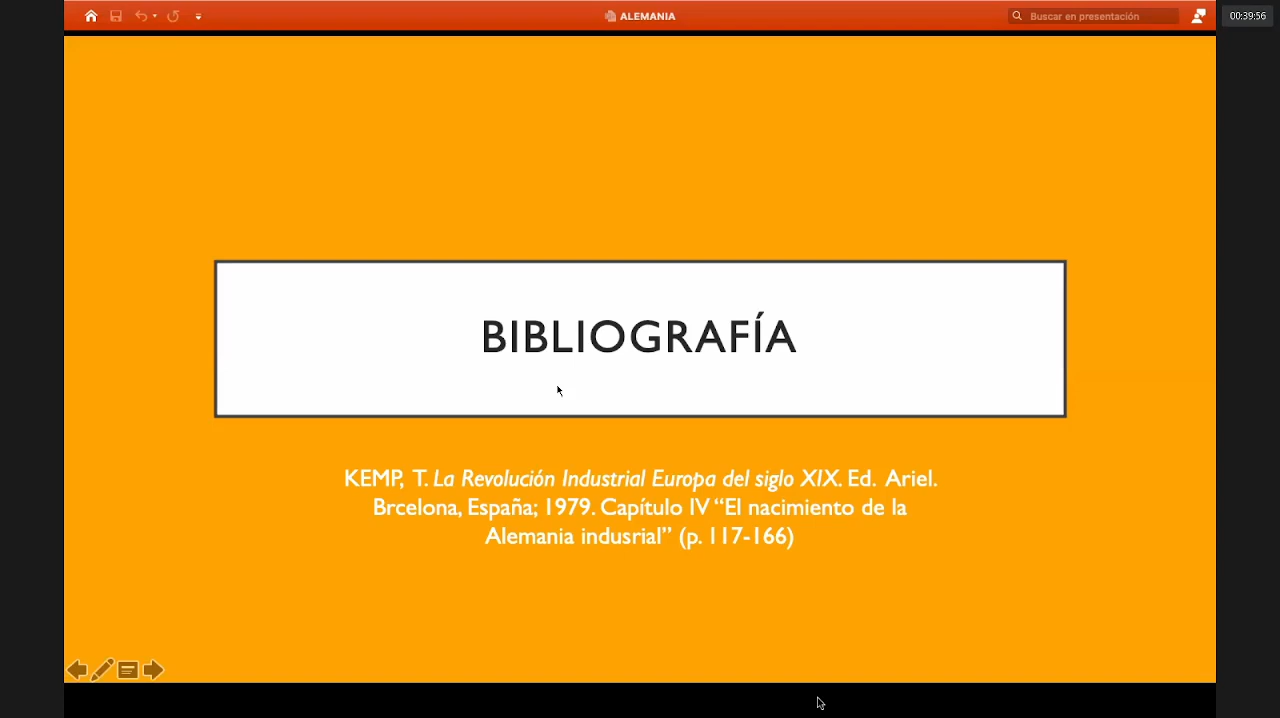 ALEMANIA
Buscar en presentación
00:39:56
BIBLIOGRAFÍA
KEMP, T. La Revolución Industrial Europa del siglo XIX. Ed. Ariel.
Brcelona, España; 1979. Capítulo IV “El nacimiento de la
Alemania indusrial” (p. 117-166)